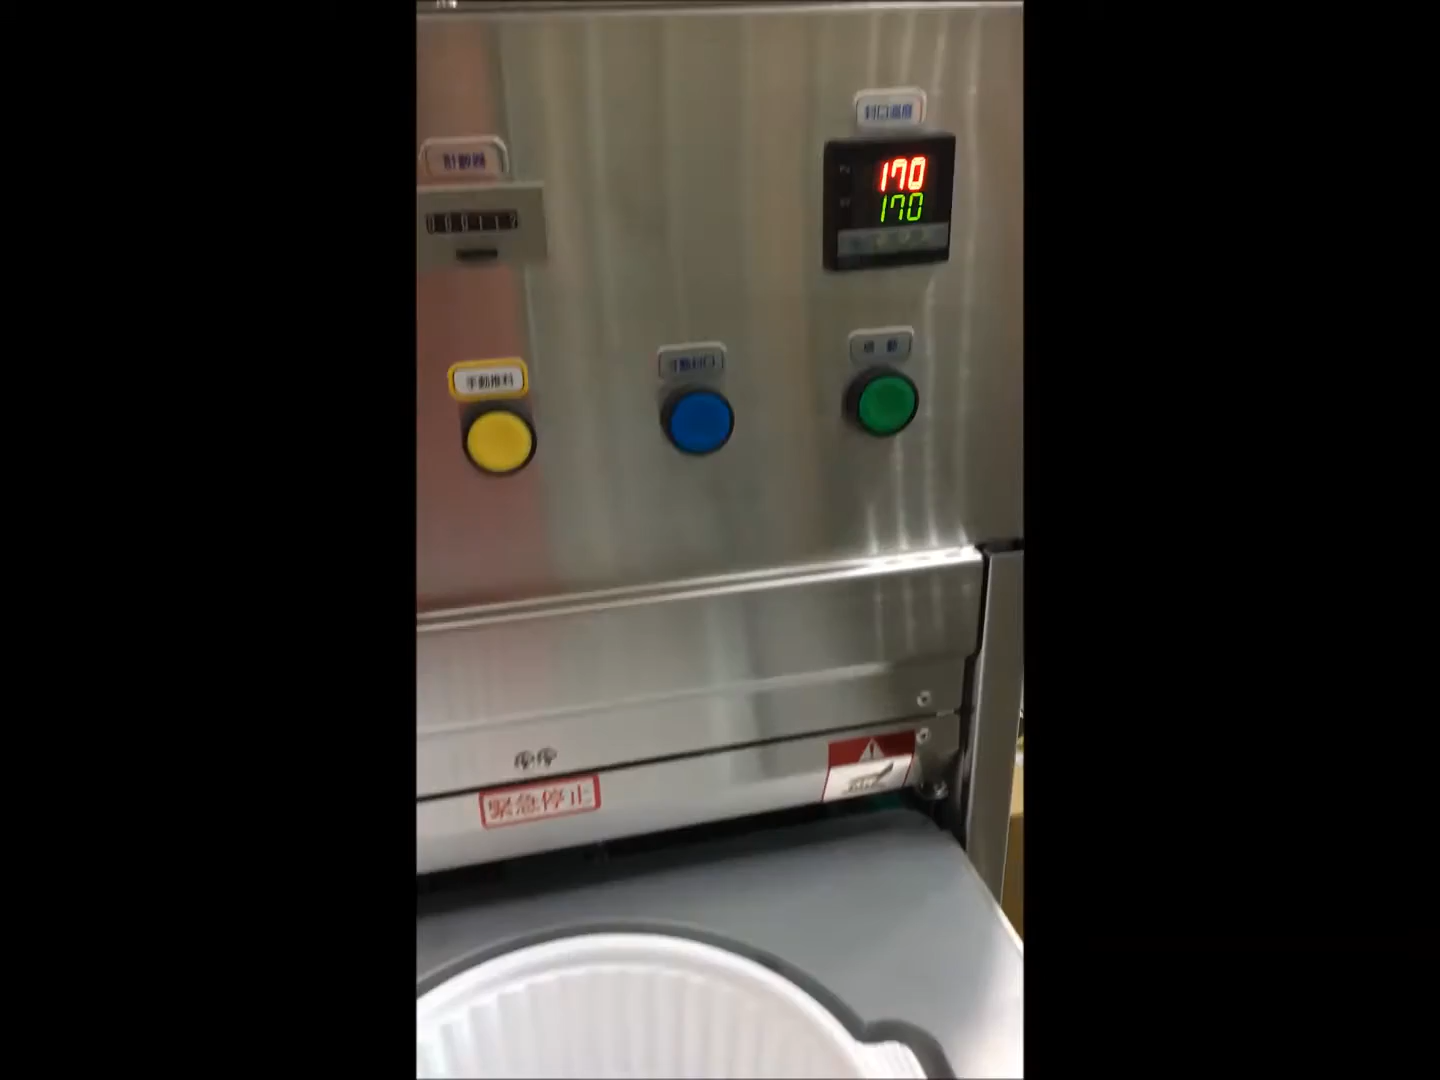 封口溫度
計數器
170
170
手動推料
手動封口
啟 動
緊急停止